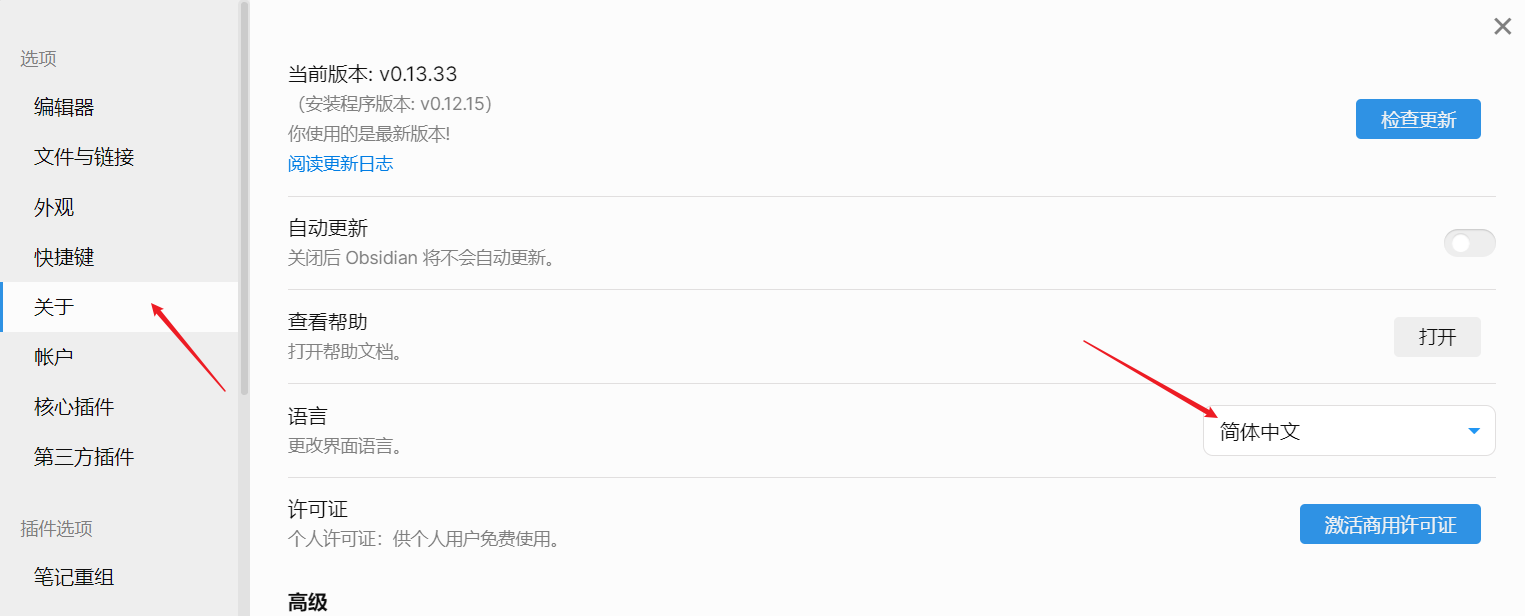 选项
编辑器
文件与链接
外观
快捷键
关于
帐户
核心插件
第三方插件
插件选项
笔记重组
当前版本: v0.13.33
（安装程序版本: v0.12.15）
你使用的是最新版本!
阅读更新日志
检查更新
自动更新
关闭后 Obsidian 将不会自动更新。
查看帮助
打开帮助文档。
打开
语言
更改界面语言。
简体中文
许可证
个人许可证：供个人用户免费使用。
激活商用许可证
高级